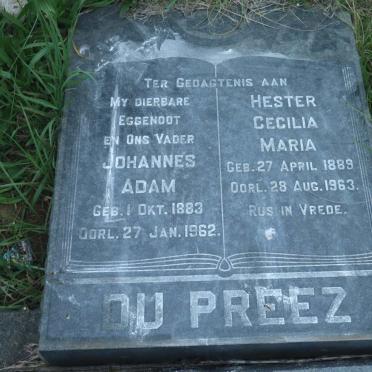 TER GEDAGTENIS AAN
MY DIERBARE
EGGENOOT
EN ONS VADER
JOHANNES
ADAM
GEB. 1 OKT. 1883
OORL. 27 JAN. 1962.
HESTER
CECILIA
MARIA
GEB. 27 APRIL 1889
OORL. 28 AUG. 1963.
RUS IN VREDE.
DU PREEZ